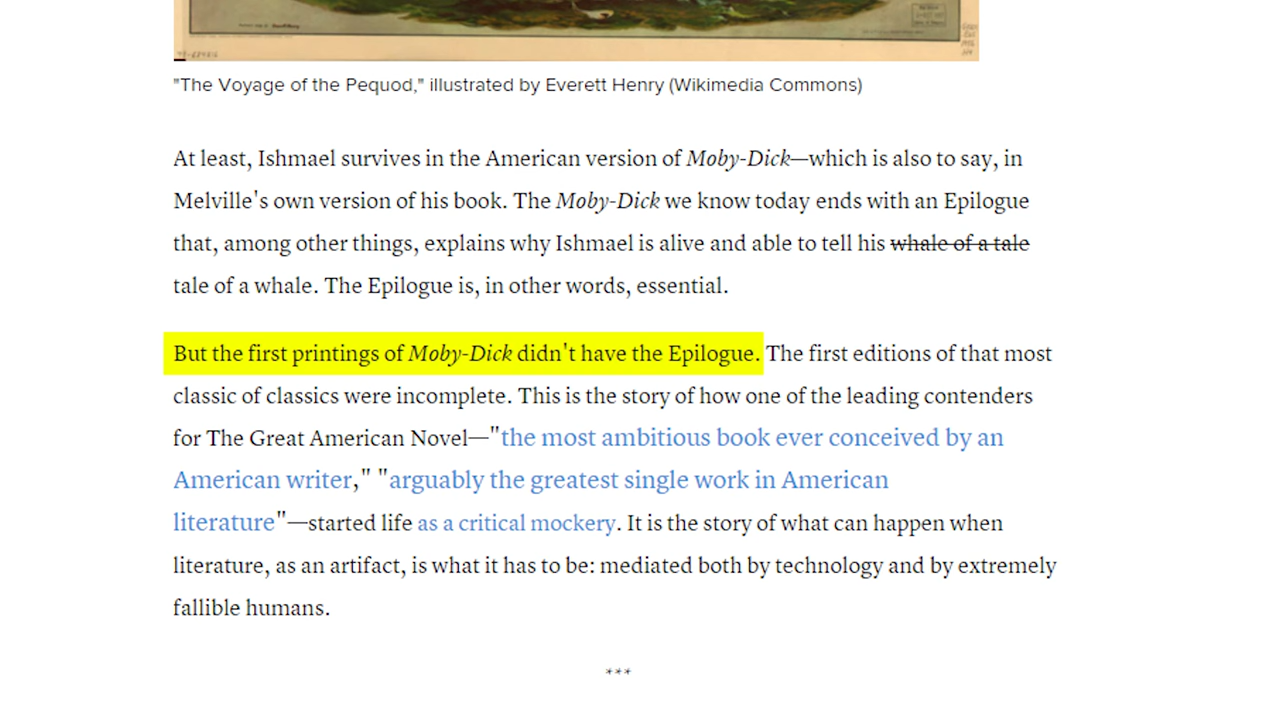 "The Voyage of the Pequod," illustrated by Everett Henry (Wikimedia Commons)
At least, Ishmael survives in the American version of Moby-Dick—which is also to say, in
Melville's own version of his book. The Moby-Dick we know today ends with an Epilogue
that, among other things, explains why Ishmael is alive and able to tell his whale of a tale
tale of a whale. The Epilogue is, in other words, essential.
But the first printings of Moby-Dick didn't have the Epilogue. The first editions of that most
classic of classics were incomplete. This is the story of how one of the leading contenders
for The Great American Novel—"the most ambitious book ever conceived by an
American writer," "arguably the greatest single work in American
literature"—started life as a critical mockery. It is the story of what can happen when
literature, as an artifact, is what it has to be: mediated both by technology and by extremely
fallible humans.
***